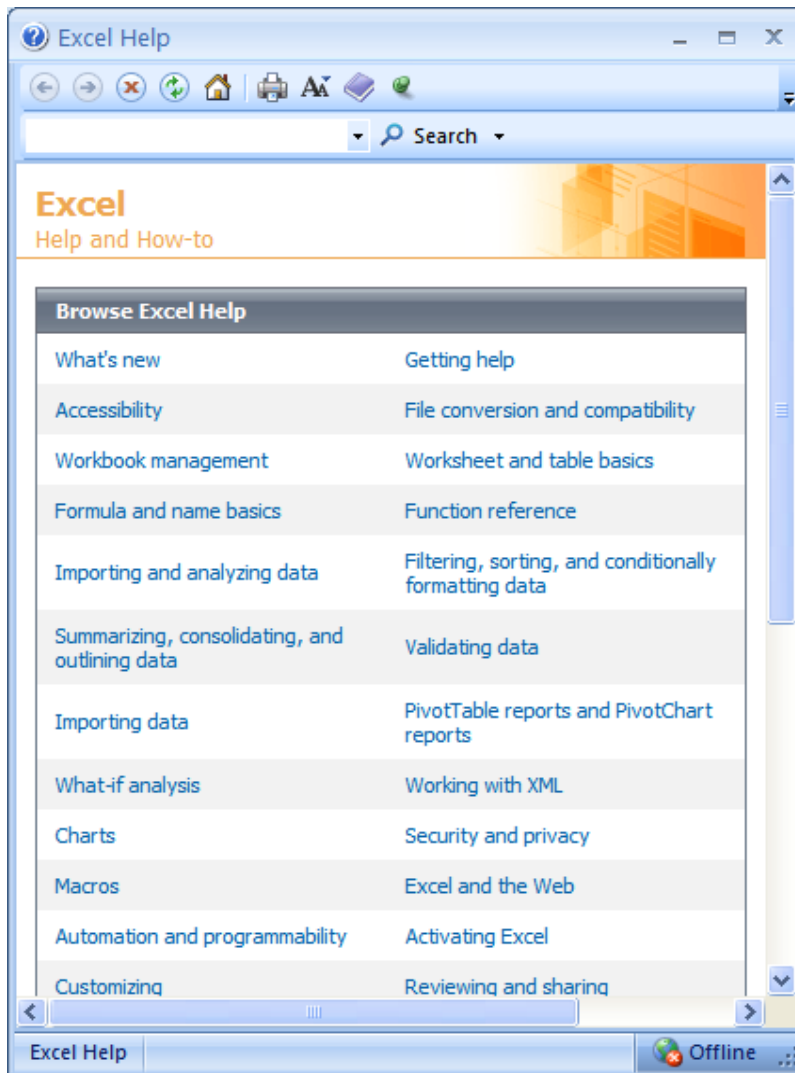 Excel Help
Search
Excel
Help and How-to
Browse Excel Help
What's new
Getting help
Accessibility
File conversion and compatibility
Workbook management
Worksheet and table basics
Formula and name basics
Function reference
Importing and analyzing data
Filtering, sorting, and conditionally
formatting data
Summarizing, consolidating, and
outlining data
Validating data
Importing data
PivotTable reports and PivotChart
reports
What-if analysis
Working with XML
Charts
Security and privacy
Macros
Excel and the Web
Automation and programmability
Activating Excel
Customizing
Reviewing and sharing
Excel Help
Offline